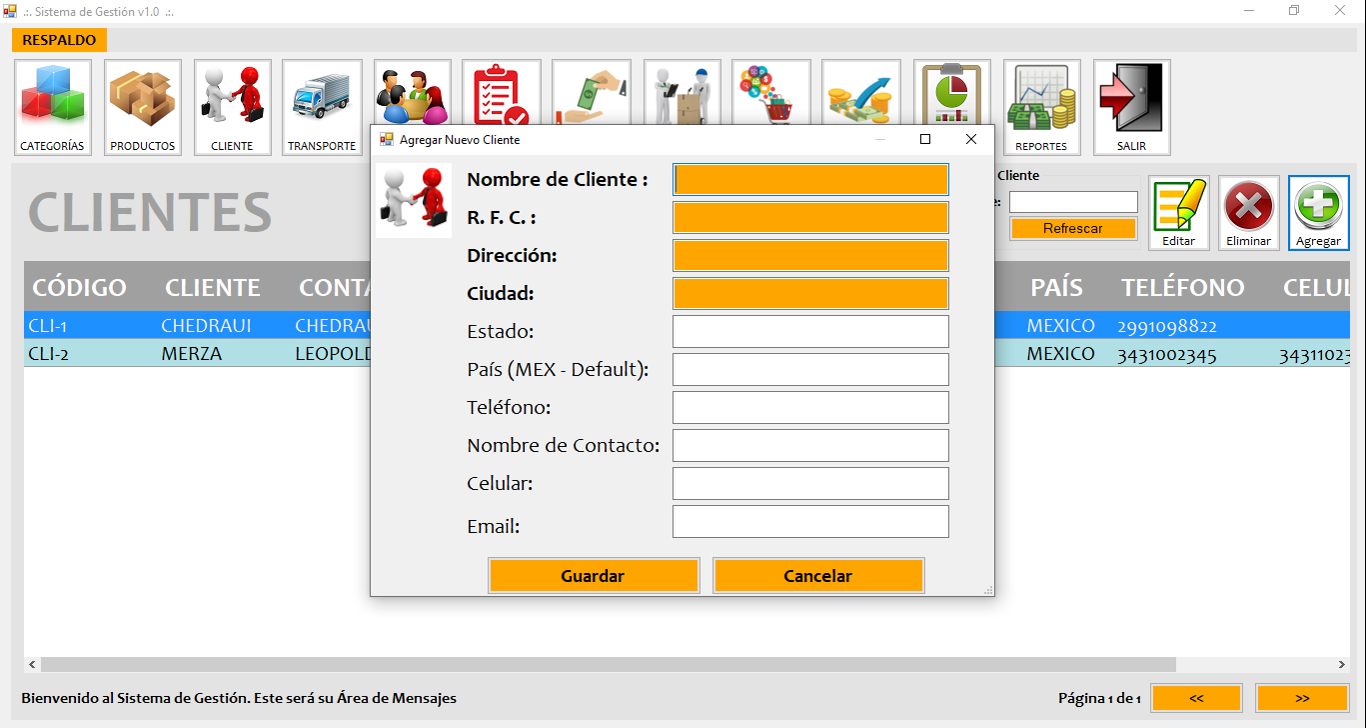 .:. Sistema de Gestión v1.0 .:.
RESPALDO
CATEGORÍAS
PRODUCTOS
CLIENTE
TRANSPORTE
REPORTES
SALIR
CLIENTES
Cliente
Refrescar
Editar
Eliminar
Agregar
CÓDIGO CLIENTE CONTA PAÍS TELÉFONO CELUL
CLI-1 CHEDRAUI CHEDRAU MEXICO 2991098822
CLI-2 MERZA LEOPOLD MEXICO 3431002345 34311023
Agregar Nuevo Cliente
Nombre de Cliente :
R. F. C. :
Dirección:
Ciudad:
Estado:
País (MEX - Default):
Teléfono:
Nombre de Contacto:
Celular:
Email:
Guardar Cancelar
Bienvenido al Sistema de Gestión. Este será su Área de Mensajes
Página 1 de 1 << >>